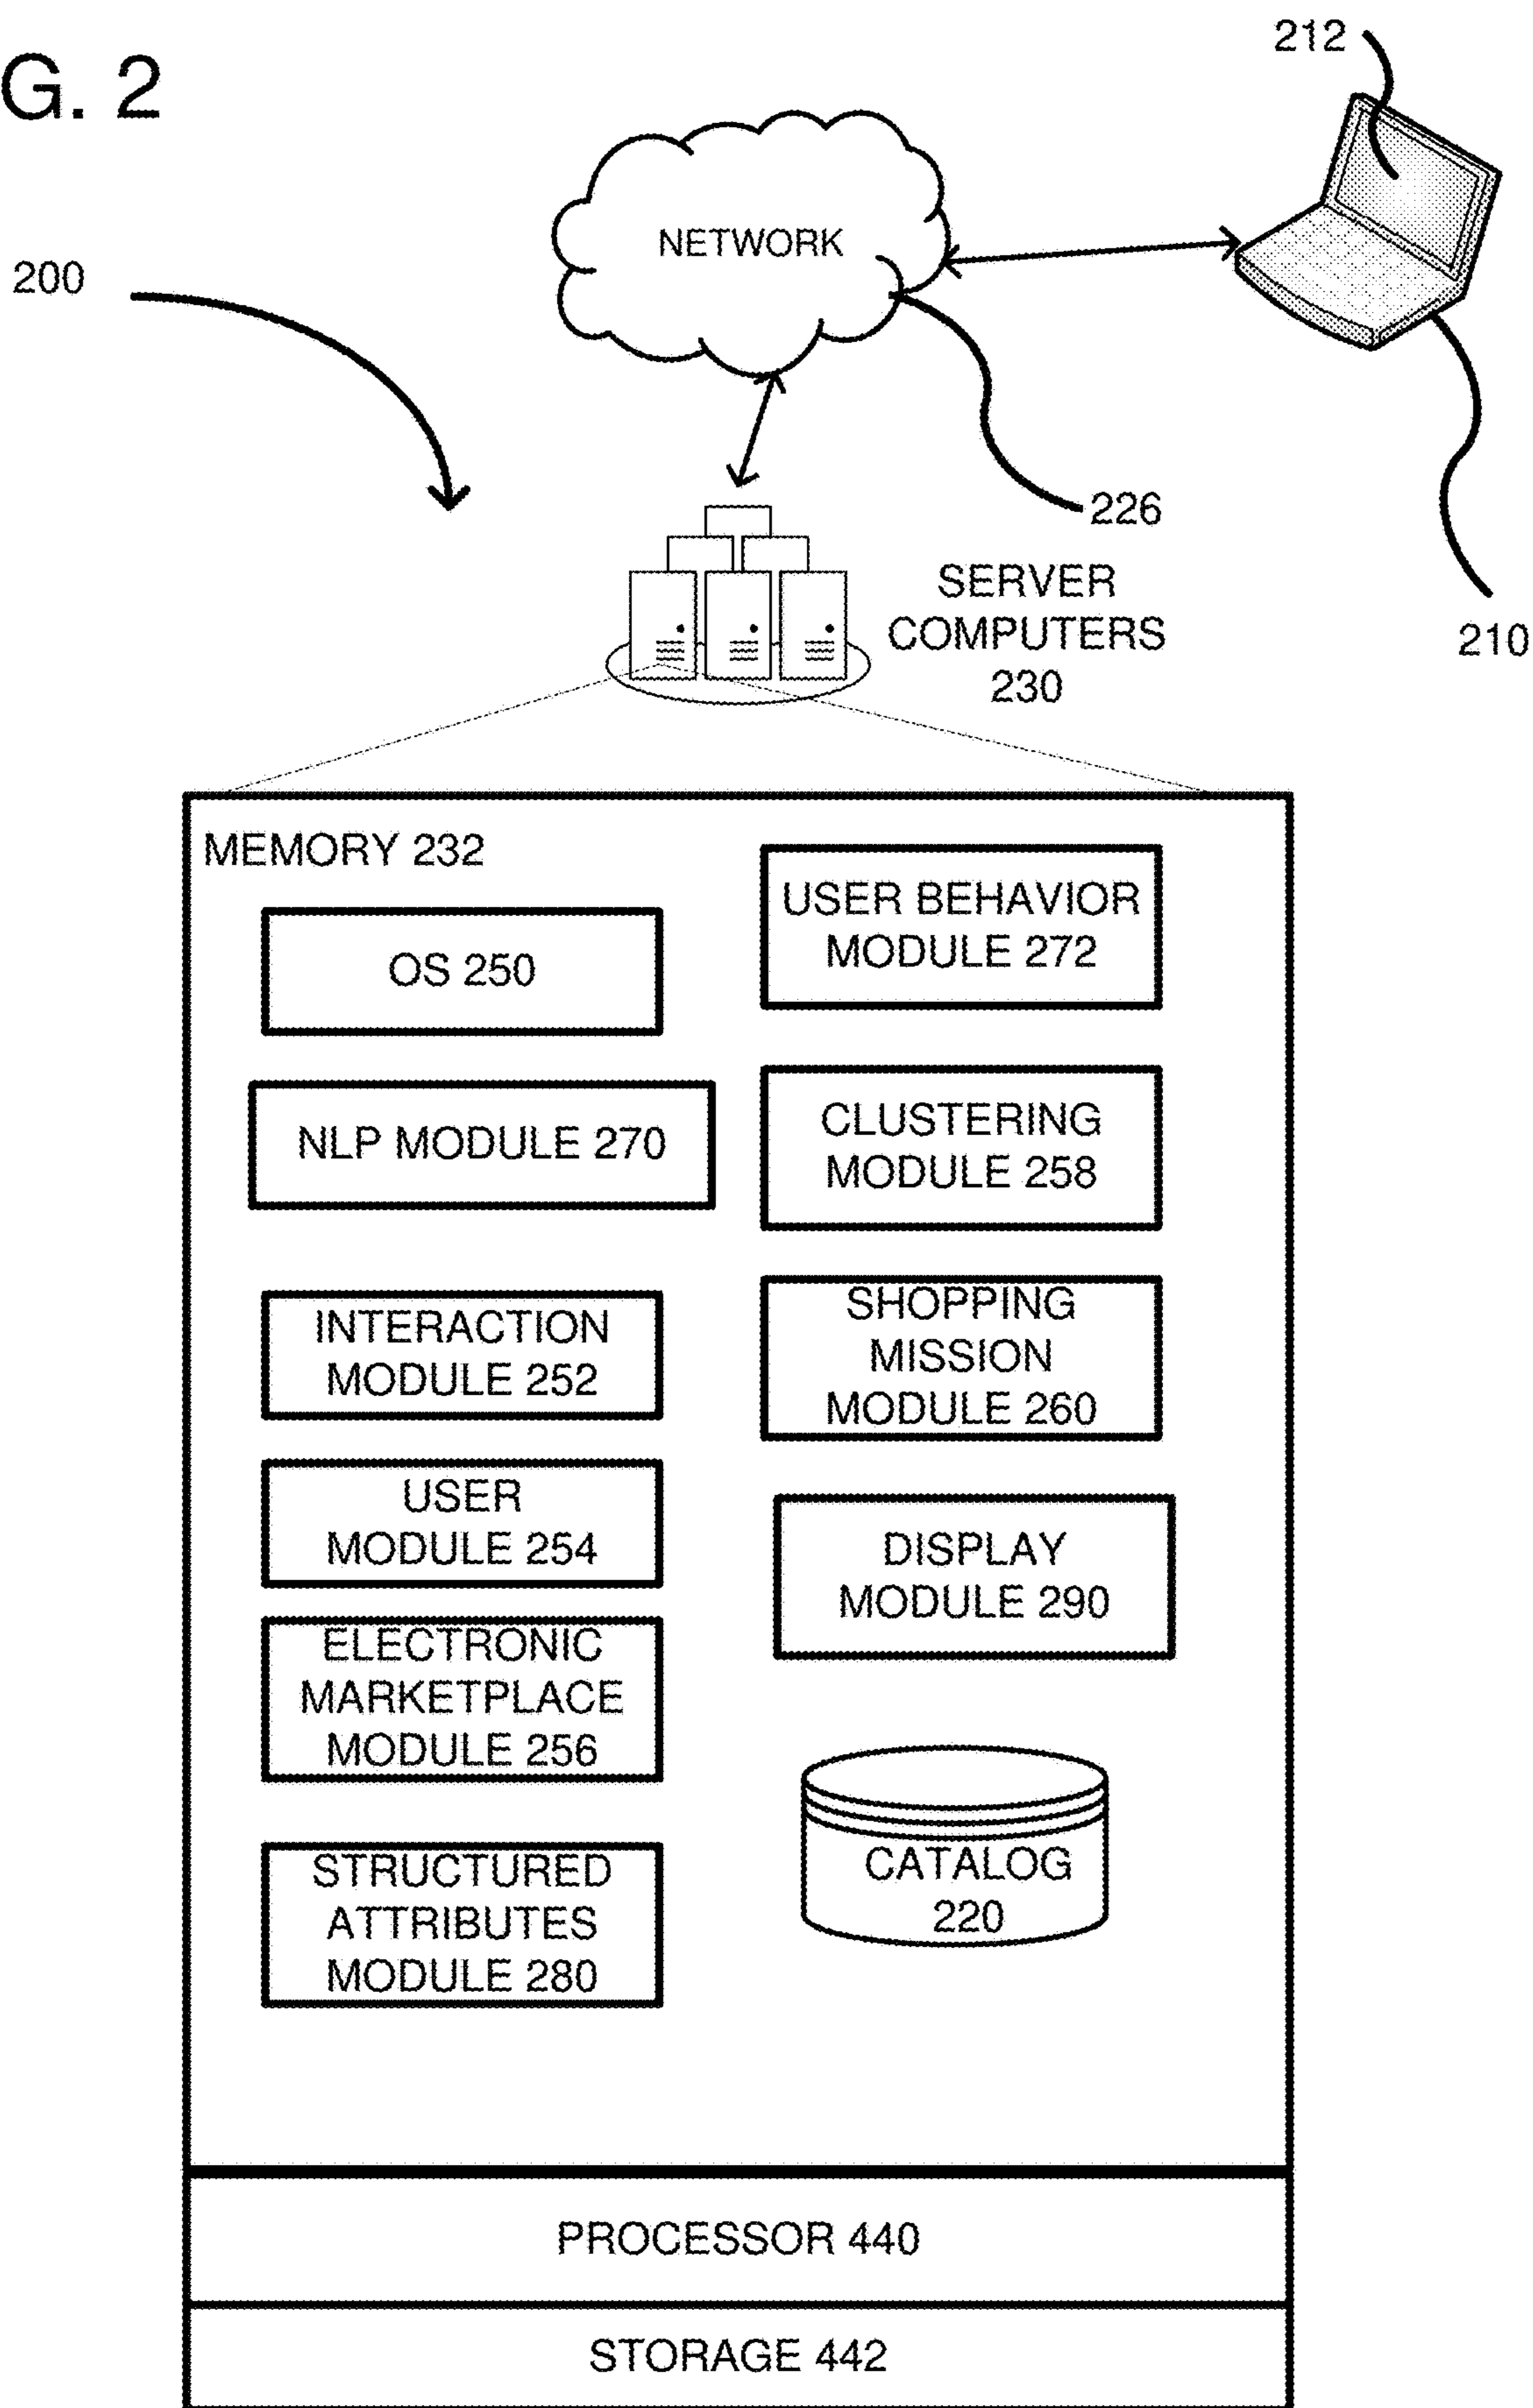 G. 2
212
NETWORK
200
226
SERVER
COMPUTERS
230
210
MEMORY 232
OS 250
NLP MODULE 270
INTERACTION
MODULE 252
USER
MODULE 254
ELECTRONIC
MARKETPLACE
MODULE 256
STRUCTURED
ATTRIBUTES
MODULE 280
USER BEHAVIOR
MODULE 272
CLUSTERING
MODULE 258
SHOPPING
MISSION
MODULE 260
DISPLAY
MODULE 290
CATALOG
220
PROCESSOR 440
STORAGE 442